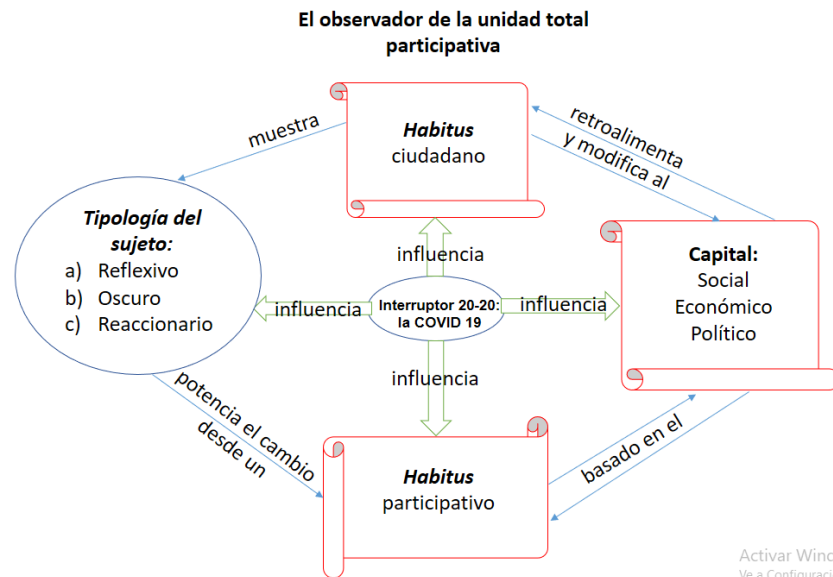 El observador de la unidad total
participativa
Habitus
ciudadano
muestra
retroalimenta
y modifica al
Tipología del
sujeto:
a) Reflexivo
b) Oscuro
c) Reaccionario
influencia
influencia
Interruptor 20-20:
la COVID 19
influencia
influencia
Capital:
Social
Económico
Político
potencia el cambio
desde un
Habitus
participativo
basado en el
Activar Wind
Ve a Configuraci